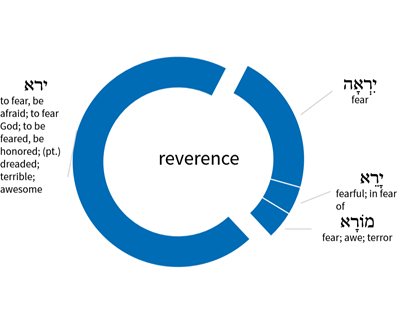 ירא
to fear, be
afraid; to fear
God; to be
feared, be
honored; (pt.)
dreaded;
terrible;
awesome
reverence
יִרְאָה
fear
יָרֵא
fearful; in fear
of
מוֹרָא
fear; awe; terror